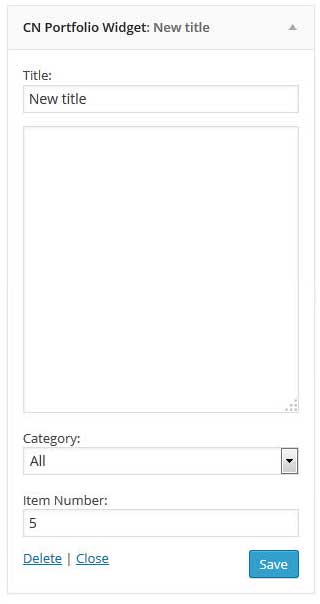 CN Portfolio Widget: New title
Title:
New title
Category:
All
Item Number:
5
Delete | Close
Save